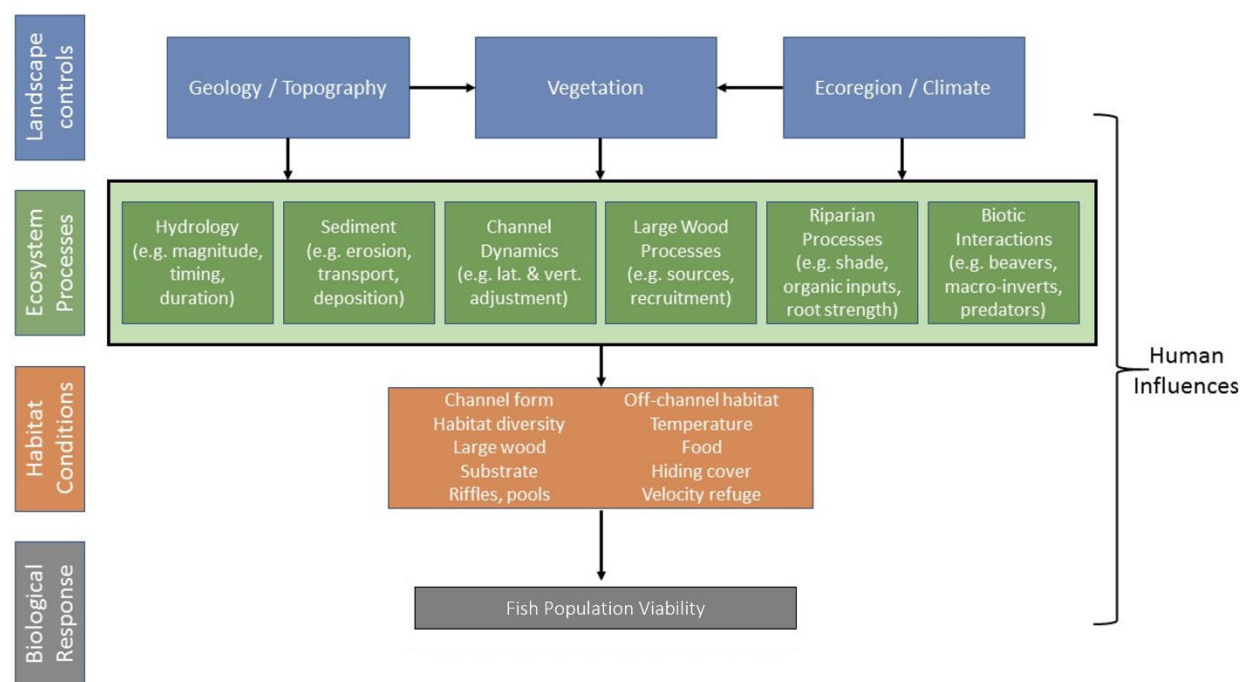 Landscape
controls
Geology / Topography
Vegetation
Ecoregion / Climate
Ecosystem
Processes
Hydrology
(e.g. magnitude,
timing,
duration)
Sediment
(e.g. erosion,
transport,
deposition)
Channel
Dynamics
(e.g. lat. & vert.
adjustment)
Large Wood
Processes
(e.g. sources,
recruitment)
Riparian
Processes
(e.g. shade,
organic inputs,
root strength)
Biotic
Interactions
(e.g. beavers,
macro-inverts,
predators)
Human
Influences
Habitat
Conditions
Channel form
Habitat diversity
Large wood
Substrate
Riffles, pools
Off-channel habitat
Temperature
Food
Hiding cover
Velocity refuge
Biological
Response
Fish Population Viability